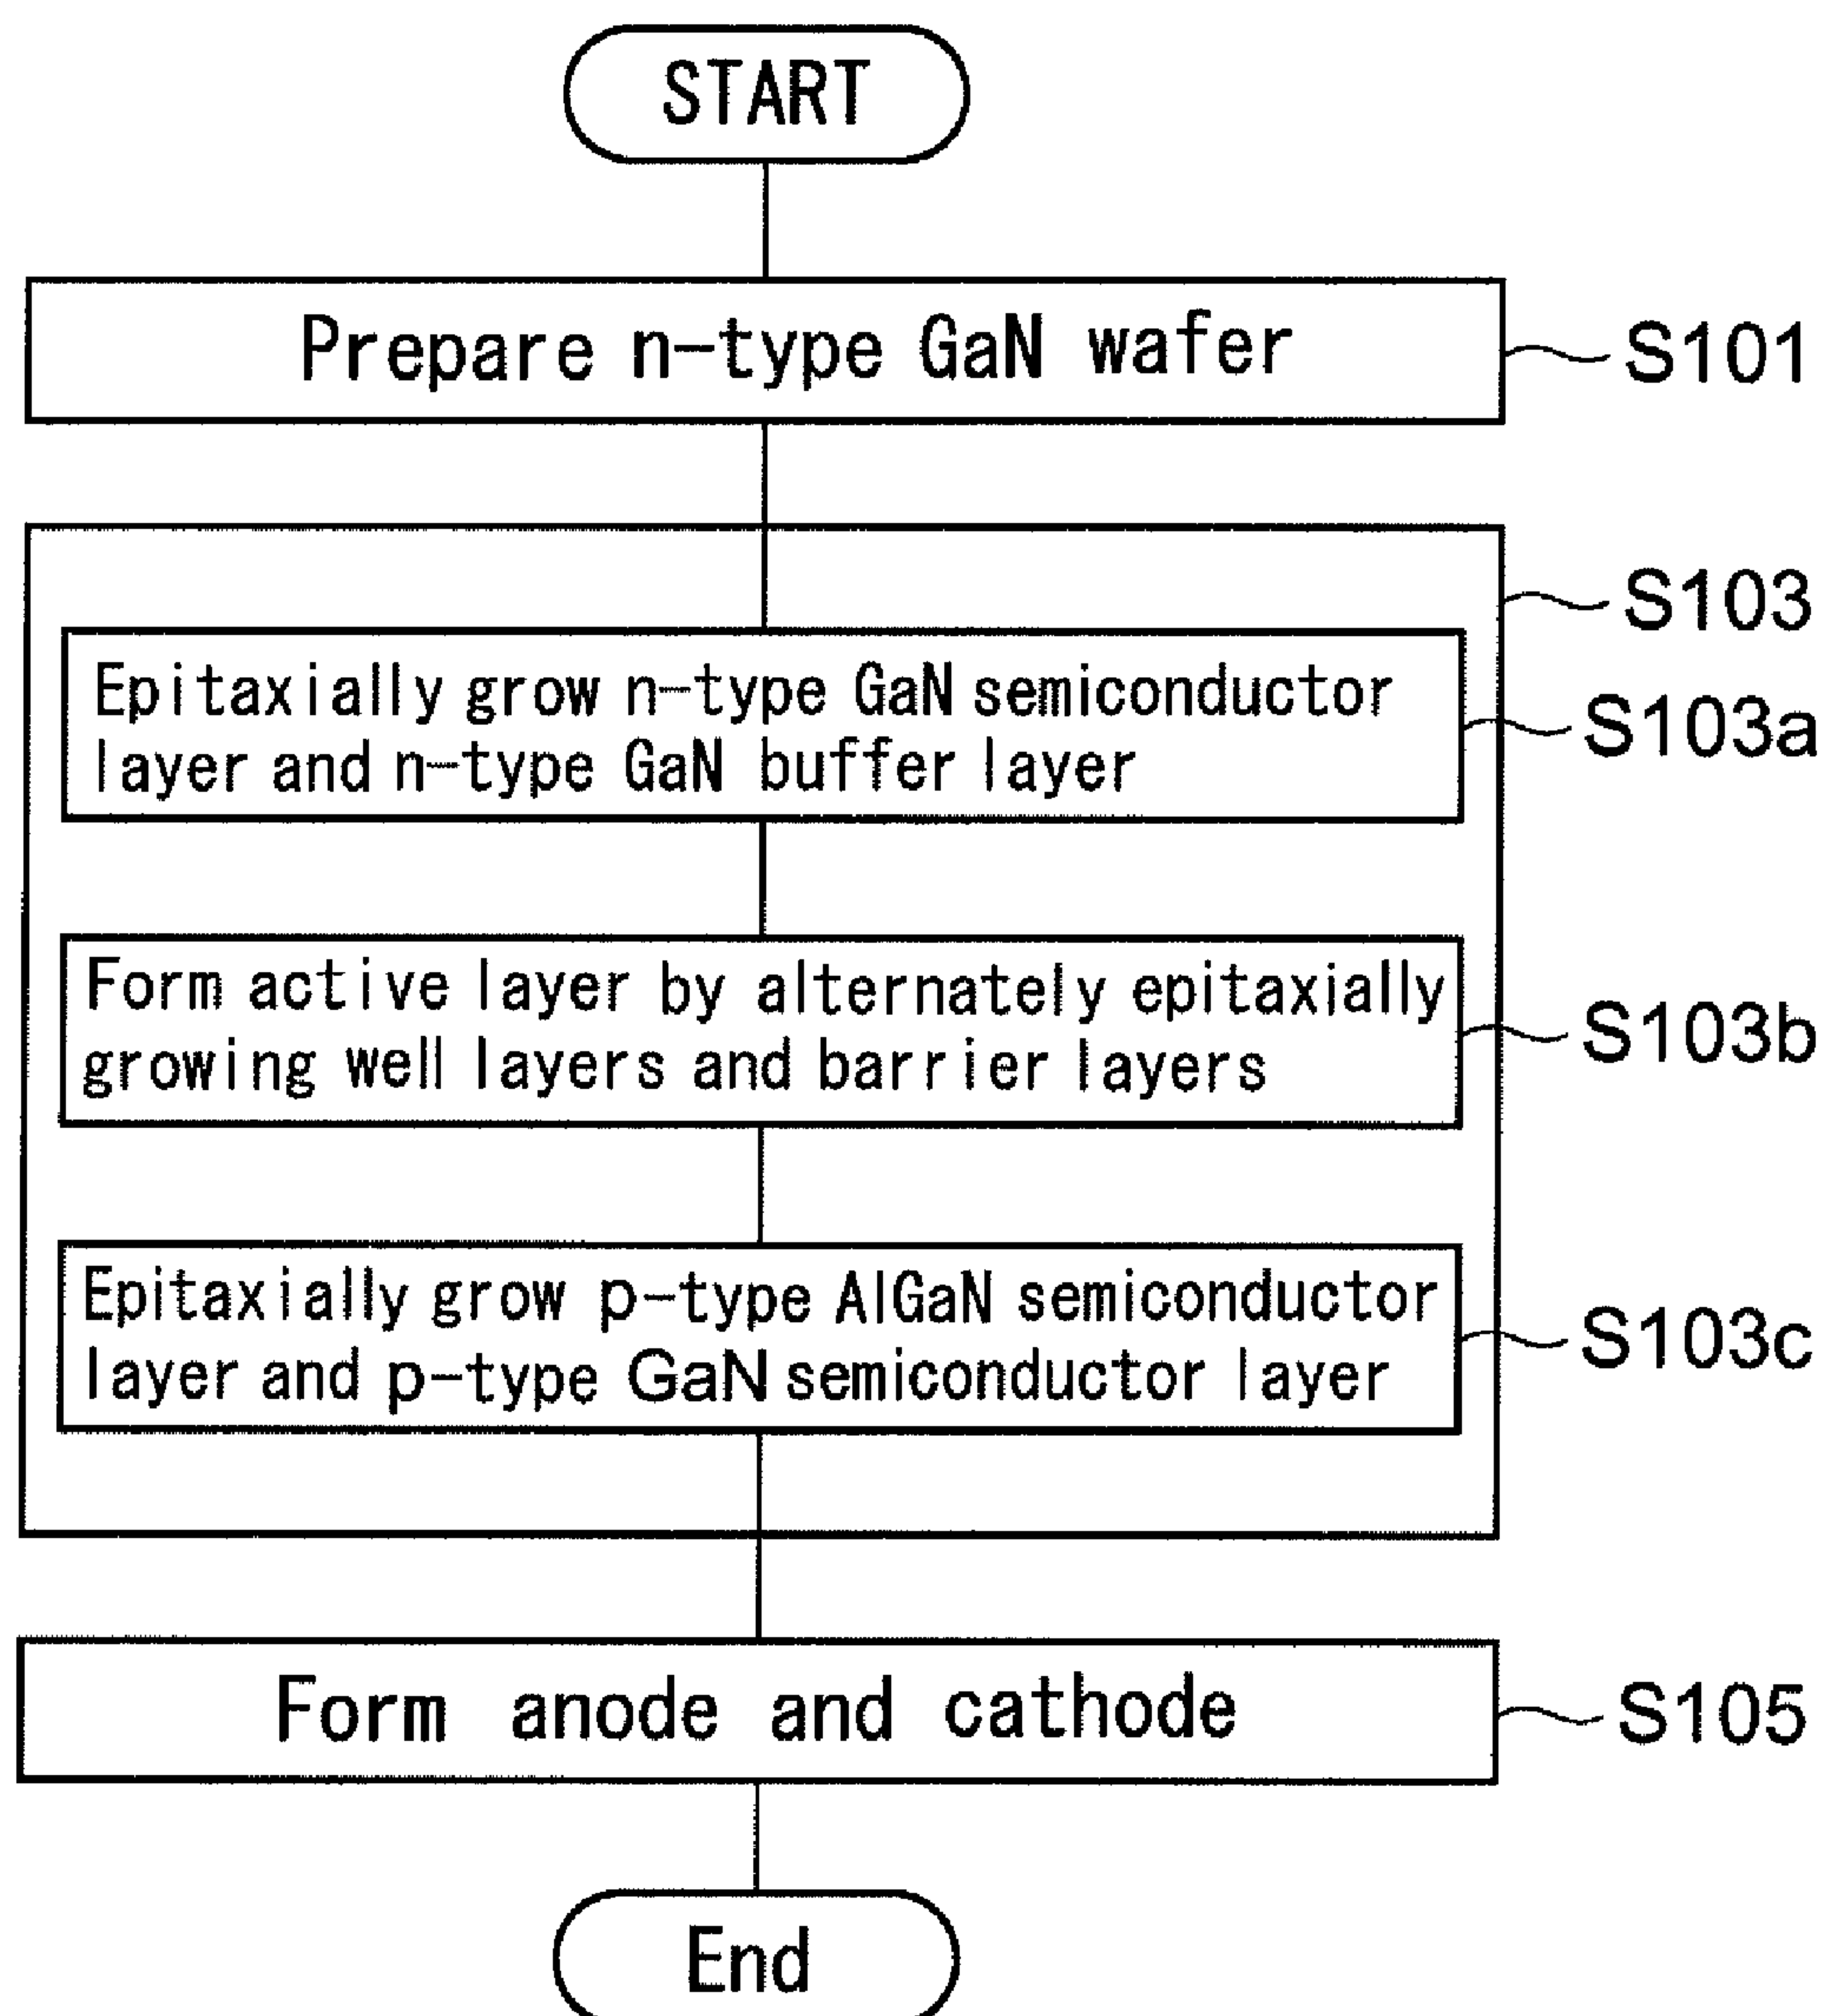 START
Prepare n-type GaN wafer
S101
S103
Epitaxially grow n-type GaN semiconductor
layer and n-type GaN buffer layer
S103a
Form active layer by alternately epitaxially
growing well layers and barrier layers
S103b
Epitaxially grow p-type AlGaN semiconductor
layer and p-type GaN semiconductor layer
S103c
Form anode and cathode
S105
End